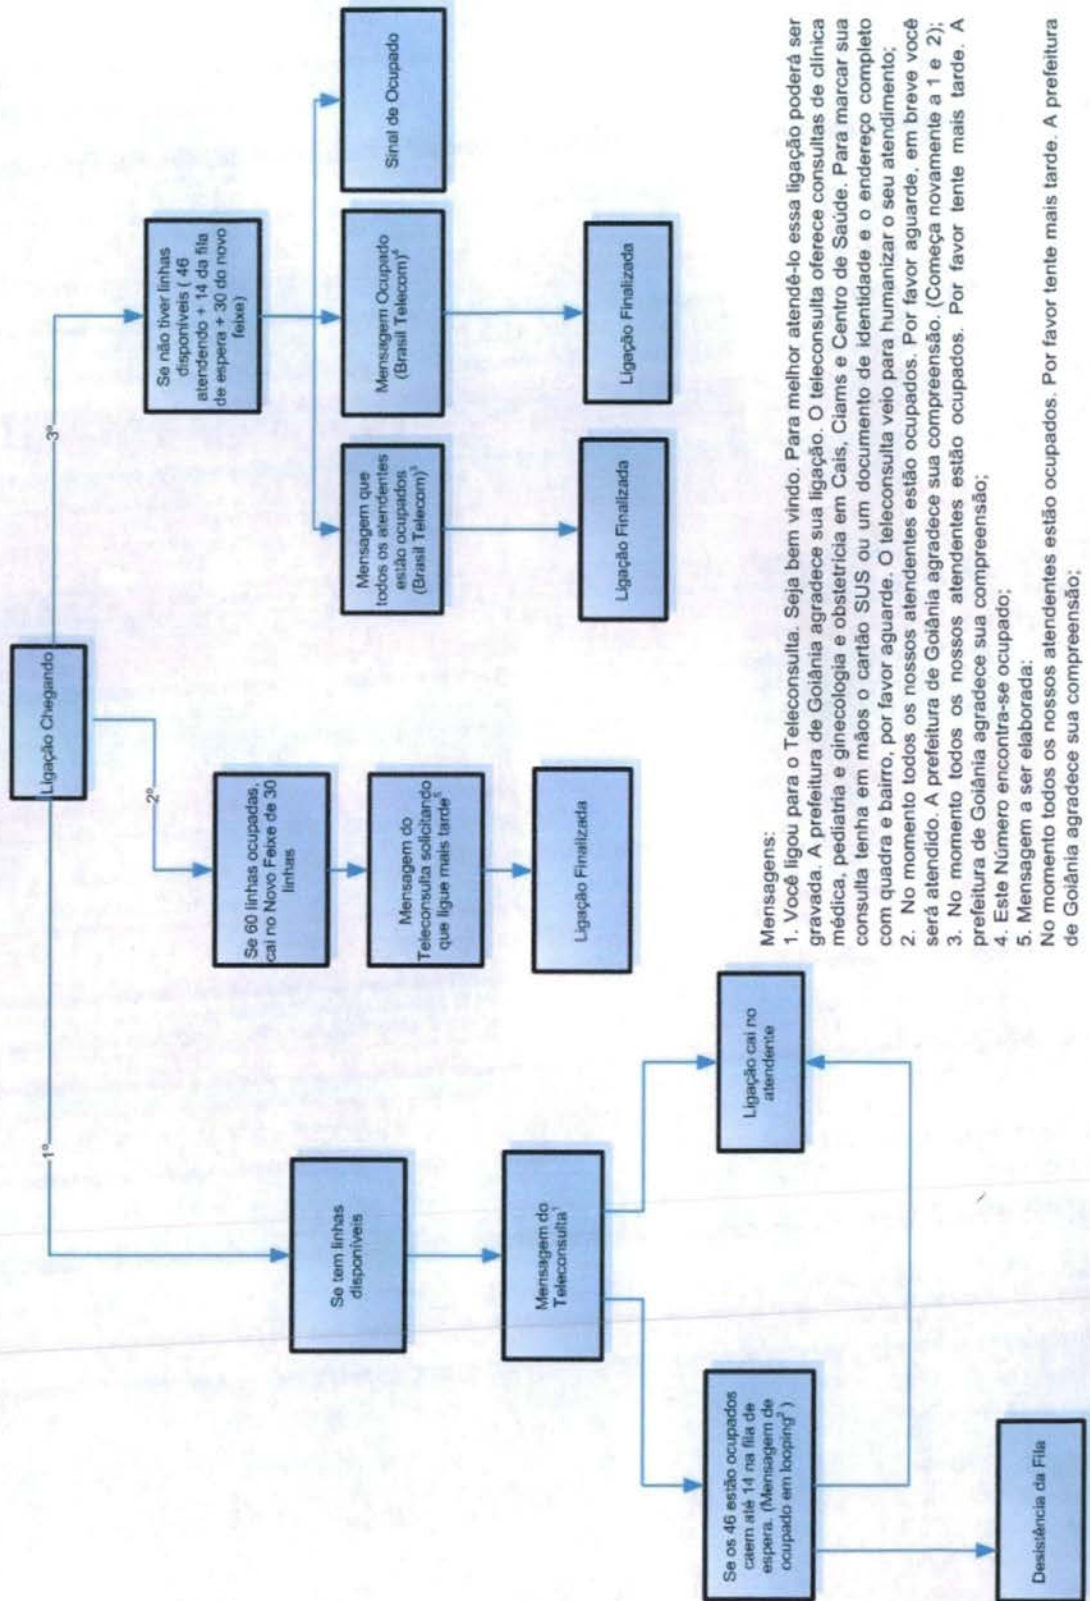 Ligação Chegando
1º
2º
3º
Se tem linhas
disponíveis
Mensagem do
Teleconsulta¹
Se os 46 estão ocupados
caem até 14 na fila de
espera. (Mensagem de
ocupado em looping²)
Desistência da Fila
Ligação cai no
atendente
Se 60 linhas ocupadas,
cai no Novo Feixe de 30
linhas
Mensagem do
Teleconsulta solicitando
que ligue mais tarde⁵
Ligação Finalizada
Se não tiver linhas
disponíveis ( 46
atendendo + 14 da fila
de espera + 30 do novo
feixe)
Mensagem que
todos os atendentes
estão ocupados
(Brasil Telecom)³
Ligação Finalizada
Mensagem Ocupado
(Brasil Telecom)⁴
Ligação Finalizada
Sinal de Ocupado
Mensagens:
1. Você ligou para o Teleconsulta. Seja bem vindo. Para melhor atendê-lo essa ligação poderá ser
gravada. A prefeitura de Goiânia agradece sua ligação. O teleconsulta oferece consultas de clínica
médica, pediatria e ginecologia e obstetrícia em Cais, Ciams e Centro de Saúde. Para marcar sua
consulta tenha em mãos o cartão SUS ou um documento de identidade e o endereço completo
com quadra e bairro, por favor aguarde. O teleconsulta veio para humanizar o seu atendimento;
2. No momento todos os nossos atendentes estão ocupados. Por favor aguarde, em breve você
será atendido. A prefeitura de Goiânia agradece sua compreensão. (Começa novamente a 1 e 2);
3. No momento todos os nossos atendentes estão ocupados. Por favor tente mais tarde. A
prefeitura de Goiânia agradece sua compreensão;
4. Este Número encontra-se ocupado;
5. Mensagem a ser elaborada:
No momento todos os nossos atendentes estão ocupados. Por favor tente mais tarde. A prefeitura
de Goiânia agradece sua compreensão;